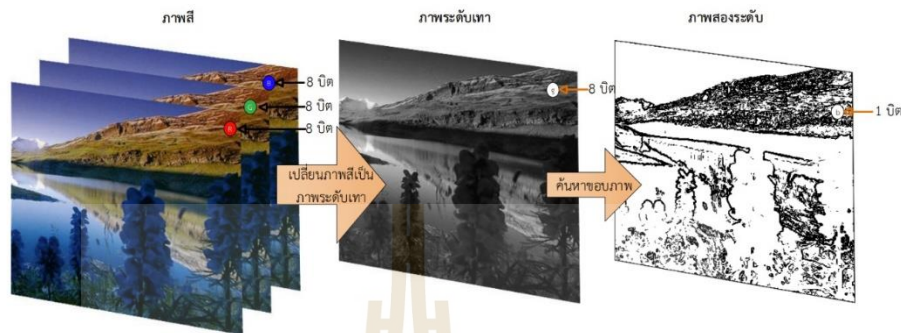 ภาพสี
ภาพระดับเทา
ภาพสองระดับ
B
8 บิต
G
8 บิต
R
8 บิต
8 บิต
1 บิต
เปลี่ยนภาพสีเป็น
ภาพระดับเทา
ค้นหาขอบภาพ